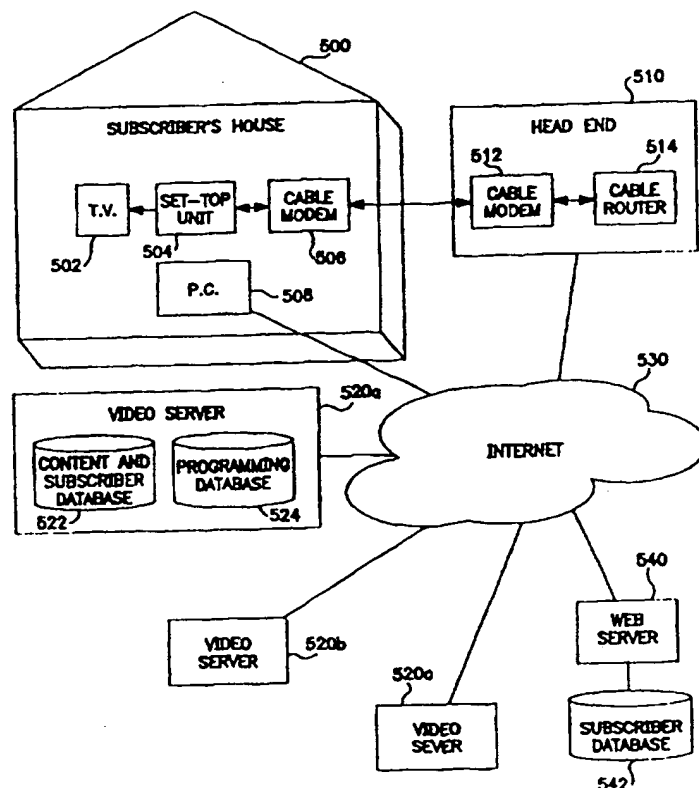 500
510
SUBSCRIBER'S HOUSE
HEAD END
512
514
T.V.
SET-TOP
UNIT
CABLE
MODEM
CABLE
MODEM
CABLE
ROUTER
502
504
506
P.C.
508
530
520a
VIDEO SERVER
INTERNET
CONTENT AND
SUBSCRIBER
DATABASE
PROGRAMMING
DATABASE
522
524
540
WEB
SERVER
VIDEO
SERVER
520b
520c
VIDEO
SEVER
SUBSCRIBER
DATABASE
542